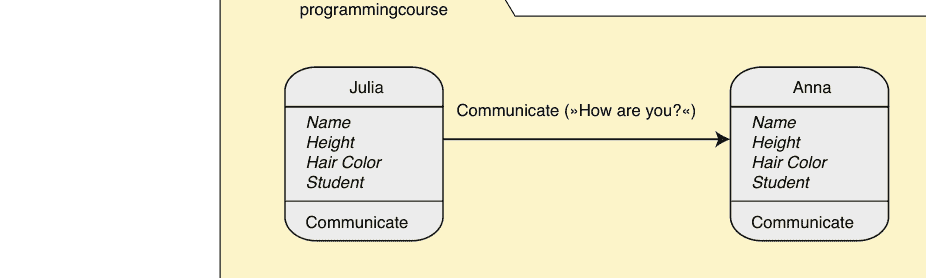 programmingcourse
Julia
Name
Height
Hair Color
Student
Communicate
Communicate (»How are you?«)
Anna
Name
Height
Hair Color
Student
Communicate